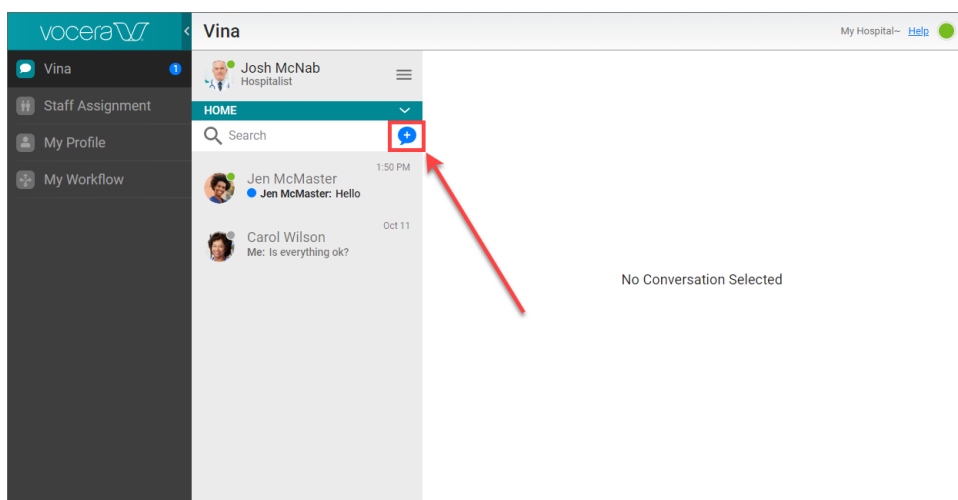 vocera
Vina
My Hospital~ Help
Vina 1
Staff Assignment
My Profile
My Workflow
Josh McNab
Hospitalist
HOME
Search
1:50 PM
Jen McMaster
Jen McMaster: Hello
Oct 11
Carol Wilson
Me: Is everything ok?
No Conversation Selected